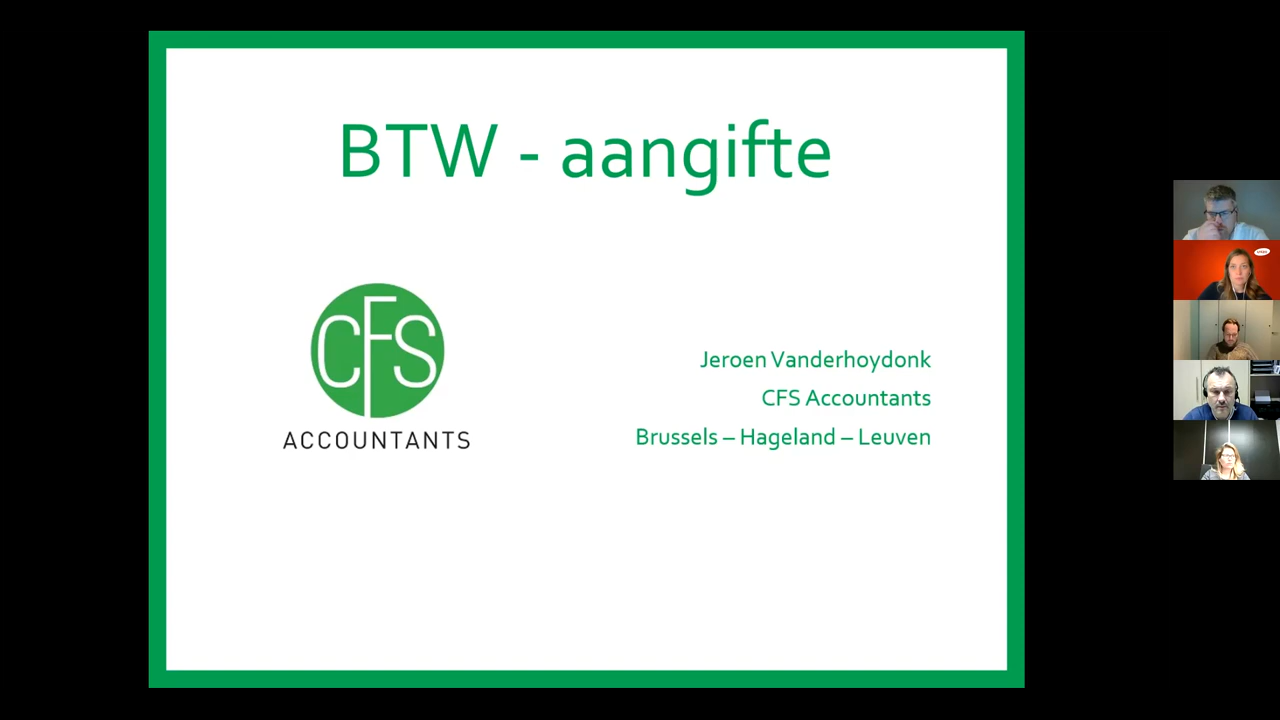 BTW - aangifte
CFS
ACCOUNTANTS
Jeroen Vanderhoydonk
CFS Accountants
Brussels – Hageland – Leuven